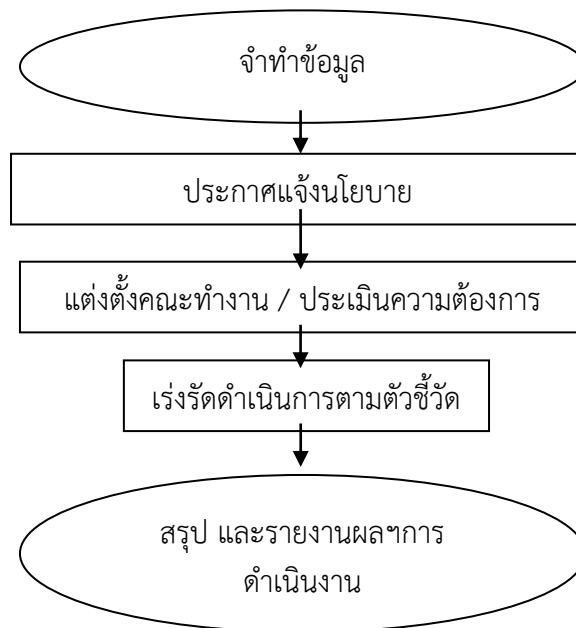 จำทำข้อมูล
ประกาศแจ้งนโยบาย
แต่งตั้งคณะทำงาน / ประเมินความต้องการ
เร่งรัดดำเนินการตามตัวชี้วัด
สรุป และรายงานผลฯการ
ดำเนินงาน